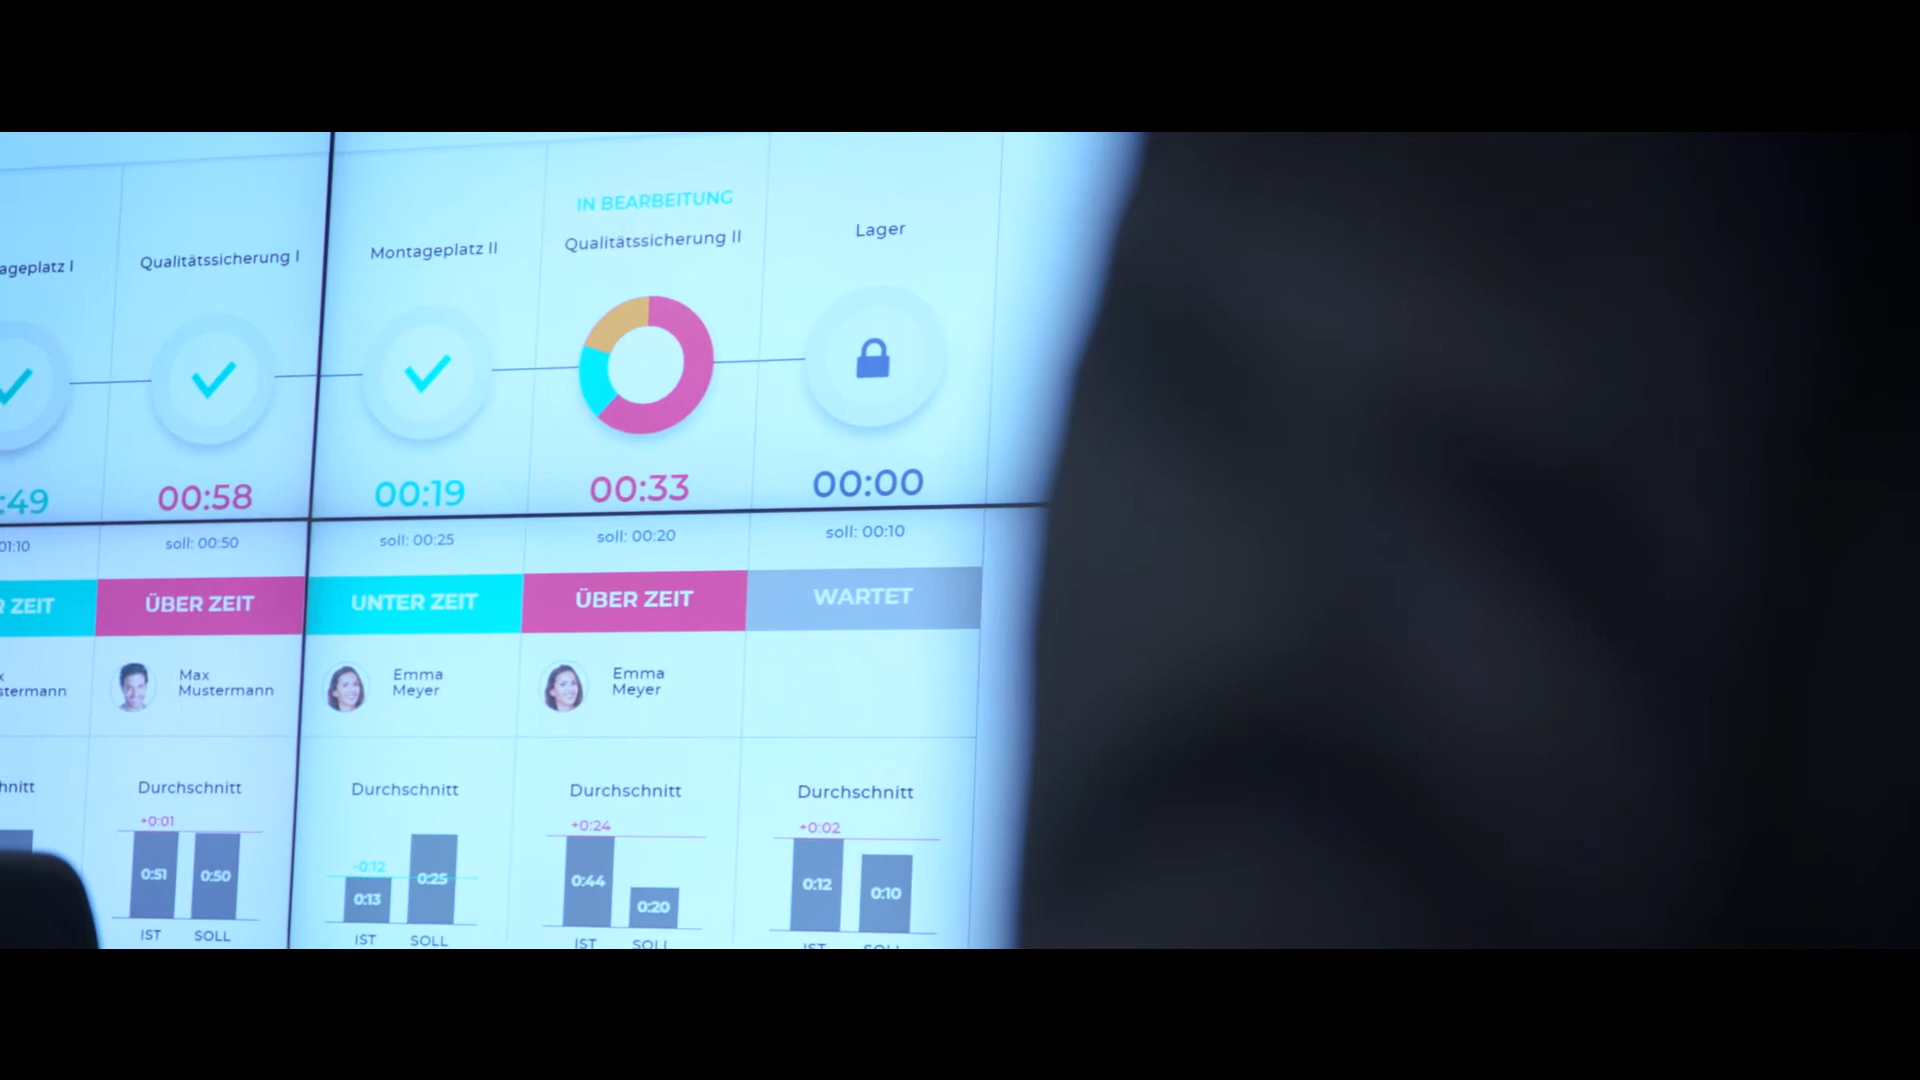 IN BEARBEITUNG
ageplatz I
Qualitätssicherung I
Montageplatz II
Qualitätssicherung II
Lager
:49
00:58
00:19
00:33
00:00
01:10
soll: 00:50
soll: 00:25
soll: 00:20
soll: 00:10
R ZEIT
ÜBER ZEIT
UNTER ZEIT
ÜBER ZEIT
WARTET
stermann
Max
Mustermann
Emma
Meyer
Emma
Meyer
hnitt
Durchschnitt
Durchschnitt
Durchschnitt
Durchschnitt
+0:01
-0:12
+0:24
+0:02
0:51
0:50
0:13
0:25
0:44
0:20
0:12
0:10
IST
SOLL
IST
SOLL
IST
SOLL
IST
SOLL